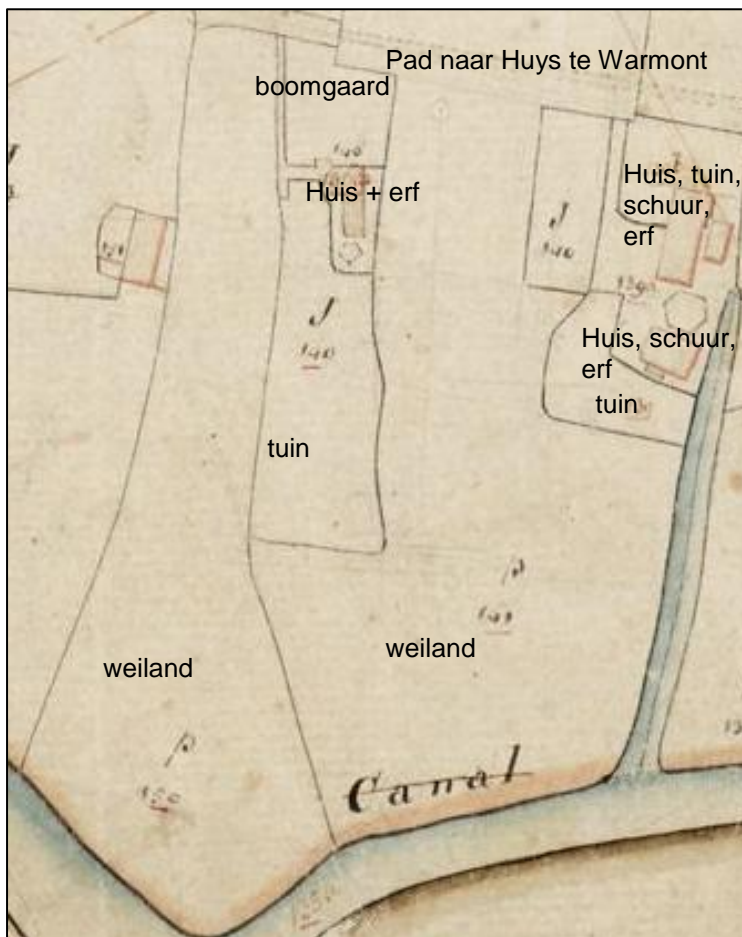 Pad naar Huys te Warmont
boomgaard
Huis + erf
Huis, tuin,
schuur,
erf
J
J
140
Huis, schuur,
erf
tuin
tuin
P
weiland
weiland
P
Canal